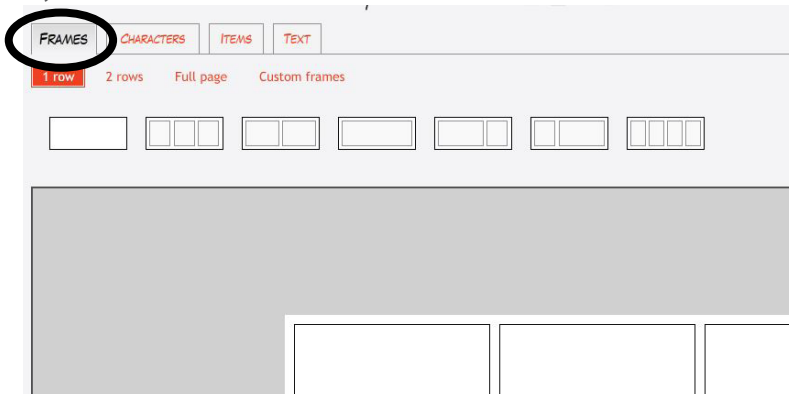 FRAMES CHARACTERS ITEMS TEXT
1 row 2 rows Full page Custom frames